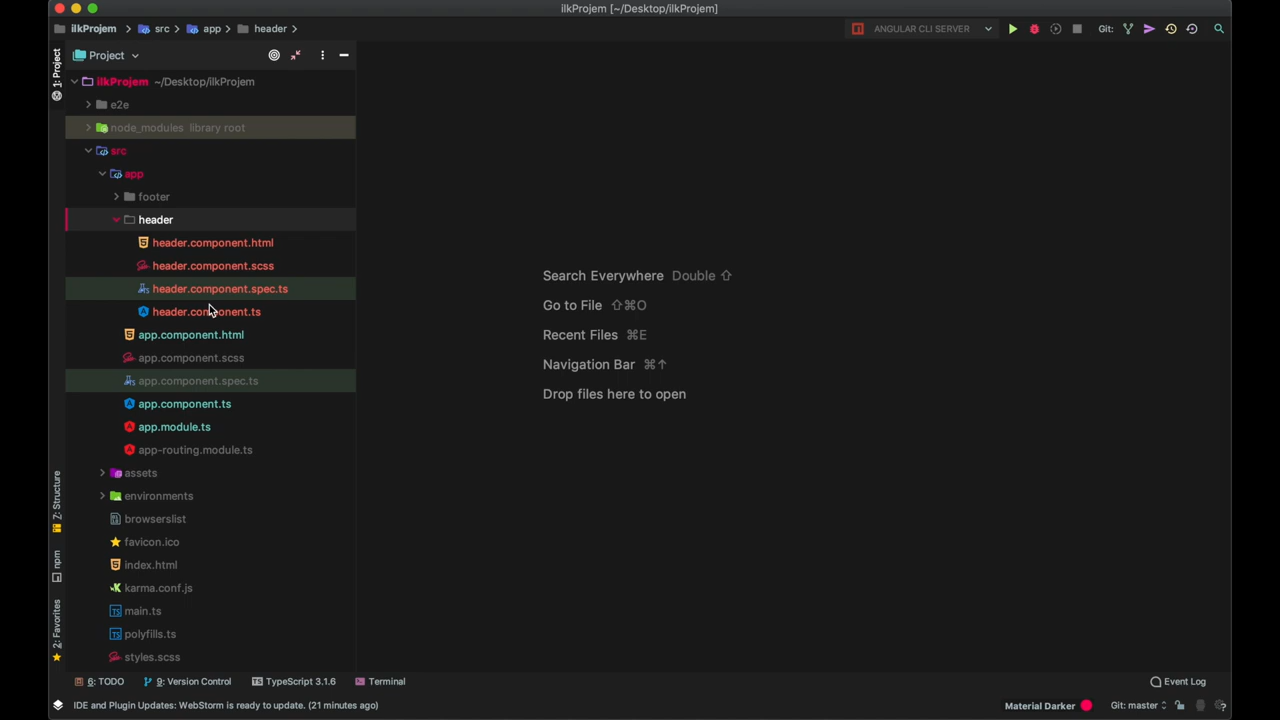 ilkProjem [~/Desktop/ilkProjem]
ilkProjem src app header
ANGULAR CLI SERVER
Git:
1: Project
Project
ilkProjem ~/Desktop/ilkProjem
e2e
node_modules library root
src
app
footer
header
header.component.html
header.component.scss
header.component.spec.ts
header.component.ts
app.component.html
app.component.scss
app.component.spec.ts
app.component.ts
app.module.ts
app-routing.module.ts
assets
environments
browserslist
favicon.ico
index.html
karma.conf.js
main.ts
polyfills.ts
styles.scss
Search Everywhere Double ⇧
Go to File ⇧⌘O
Recent Files ⌘E
Navigation Bar ⌘↑
Drop files here to open
7: Structure
npm
2: Favorites
6: TODO 9: Version Control TypeScript 3.1.6 Terminal Event Log
IDE and Plugin Updates: WebStorm is ready to update. (21 minutes ago) Material Darker Git: master